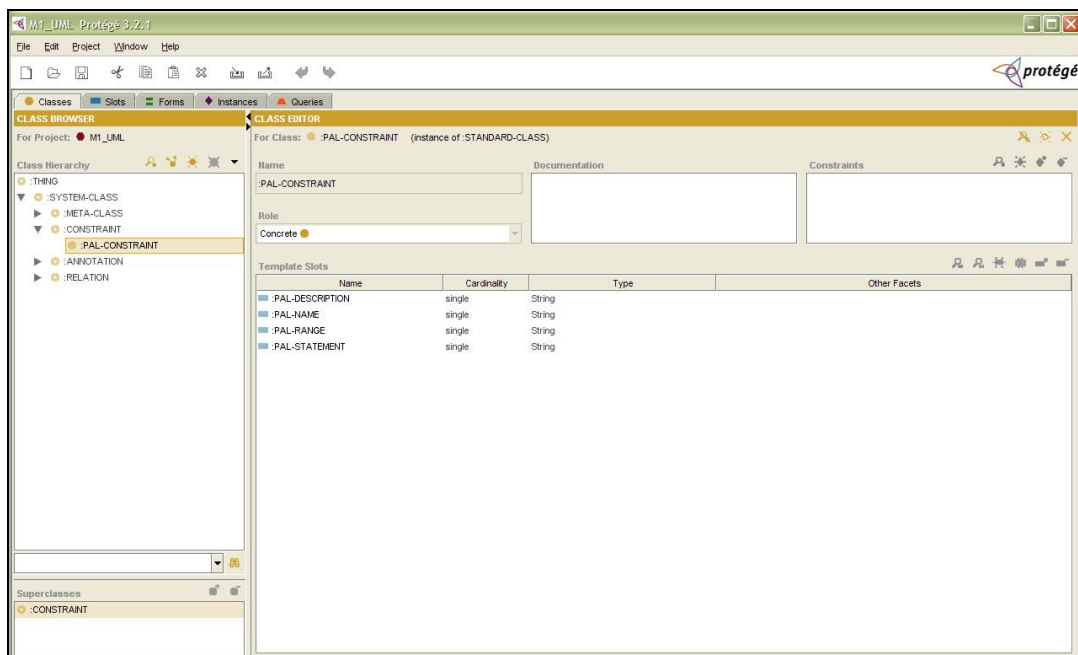 M1_UML Protégé 3.2.1
File Edit Project Window Help
protégé
Classes Slots Forms Instances Queries
CLASS BROWSER
For Project: M1_UML
Class Hierarchy
:THING
:SYSTEM-CLASS
:META-CLASS
:CONSTRAINT
:PAL-CONSTRAINT
:ANNOTATION
:RELATION
Superclasses
:CONSTRAINT
CLASS EDITOR
For Class: :PAL-CONSTRAINT (instance of :STANDARD-CLASS)
Name Documentation Constraints
:PAL-CONSTRAINT
Role
Concrete
Template Slots
Name Cardinality Type Other Facets
:PAL-DESCRIPTION single String
:PAL-NAME single String
:PAL-RANGE single String
:PAL-STATEMENT single String